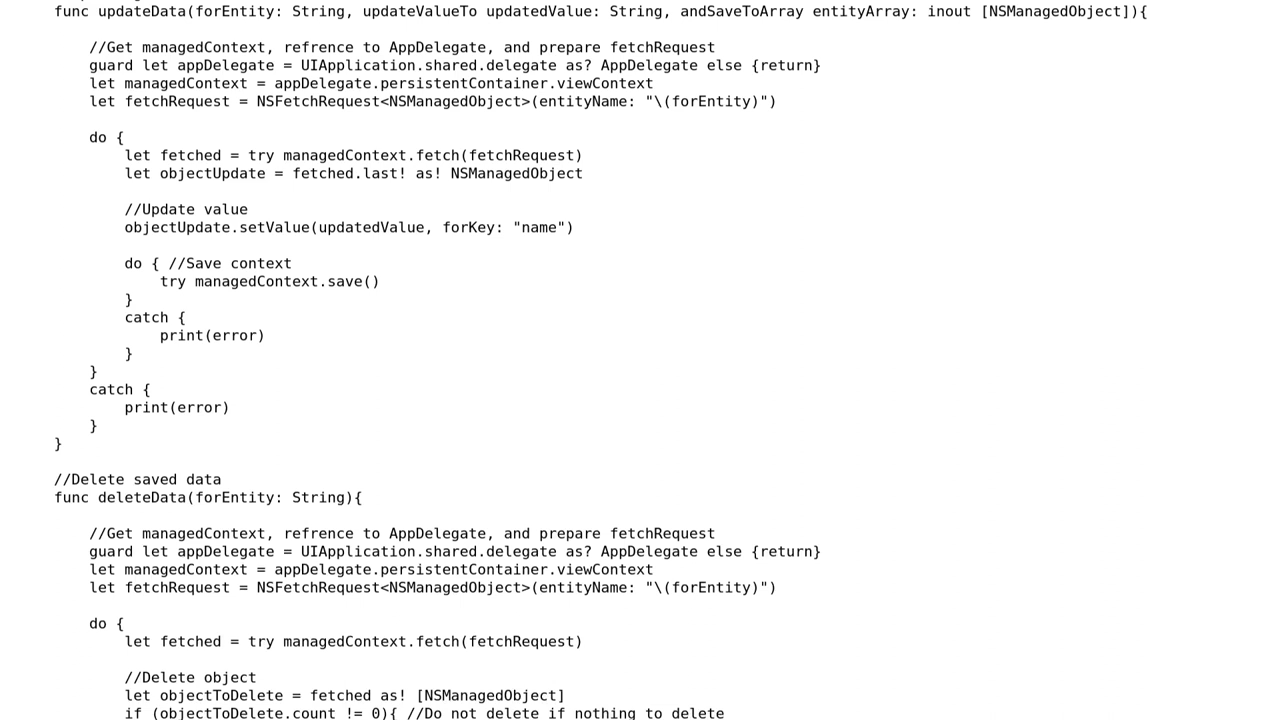 func updateData(forEntity: String, updateValueTo updatedValue: String, andSaveToArray entityArray: inout [NSManagedObject]){
//Get managedContext, refrence to AppDelegate, and prepare fetchRequest
guard let appDelegate = UIApplication.shared.delegate as? AppDelegate else {return}
let managedContext = appDelegate.persistentContainer.viewContext
let fetchRequest = NSFetchRequest<NSManagedObject>(entityName: "\(forEntity)")
do {
let fetched = try managedContext.fetch(fetchRequest)
let objectUpdate = fetched.last! as! NSManagedObject
//Update value
objectUpdate.setValue(updatedValue, forKey: "name")
do { //Save context
try managedContext.save()
}
catch {
print(error)
}
}
catch {
print(error)
}
}
//Delete saved data
func deleteData(forEntity: String){
//Get managedContext, refrence to AppDelegate, and prepare fetchRequest
guard let appDelegate = UIApplication.shared.delegate as? AppDelegate else {return}
let managedContext = appDelegate.persistentContainer.viewContext
let fetchRequest = NSFetchRequest<NSManagedObject>(entityName: "\(forEntity)")
do {
let fetched = try managedContext.fetch(fetchRequest)
//Delete object
let objectToDelete = fetched as! [NSManagedObject]
if (objectToDelete.count != 0){ //Do not delete if nothing to delete